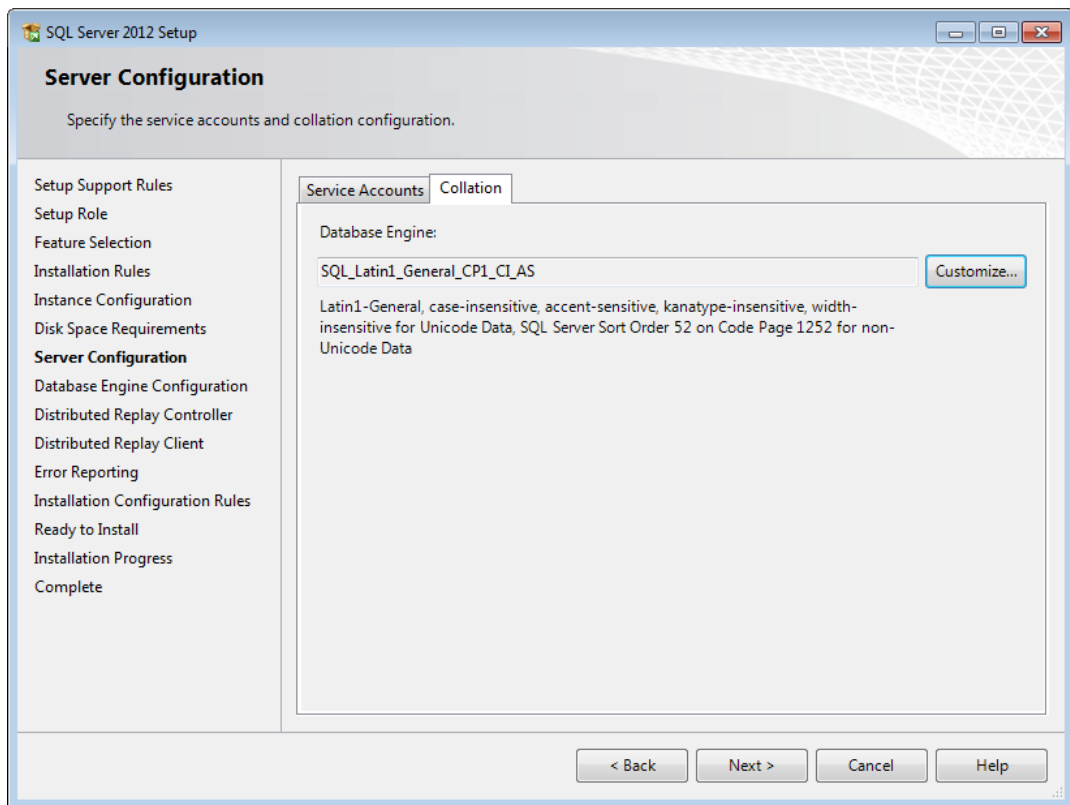 SQL Server 2012 Setup
Server Configuration
Specify the service accounts and collation configuration.
Setup Support Rules
Setup Role
Feature Selection
Installation Rules
Instance Configuration
Disk Space Requirements
Server Configuration
Database Engine Configuration
Distributed Replay Controller
Distributed Replay Client
Error Reporting
Installation Configuration Rules
Ready to Install
Installation Progress
Complete
Service Accounts
Collation
Database Engine:
SQL_Latin1_General_CP1_CI_AS
Customize...
Latin1-General, case-insensitive, accent-sensitive, kanatype-insensitive, width-
insensitive for Unicode Data, SQL Server Sort Order 52 on Code Page 1252 for non-
Unicode Data
< Back
Next >
Cancel
Help